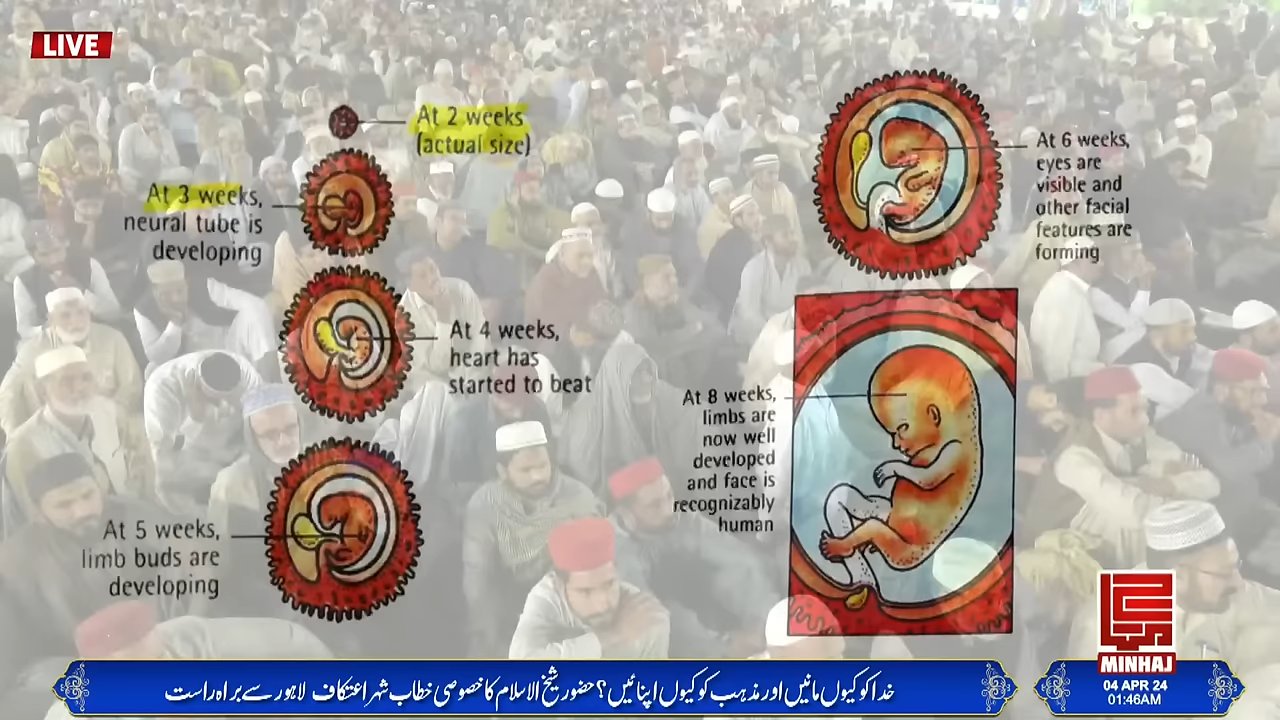 LIVE
At 2 weeks
(actual size)
At 3 weeks,
neural tube is
developing
At 4 weeks,
heart has
started to beat
At 5 weeks,
limb buds are
developing
At 6 weeks,
eyes are
visible and
other facial
features are
forming
At 8 weeks,
limbs are
now well
developed
and face is
recognizably
human
MINHAJ
خدا کو کیوں مانیں اور مذہب کو کیوں اپنائیں؟ حضور شیخ الاسلام کا خصوصی خطاب شہر اعتکاف لاہور سے براہ راست
04 APR 24
01:46AM